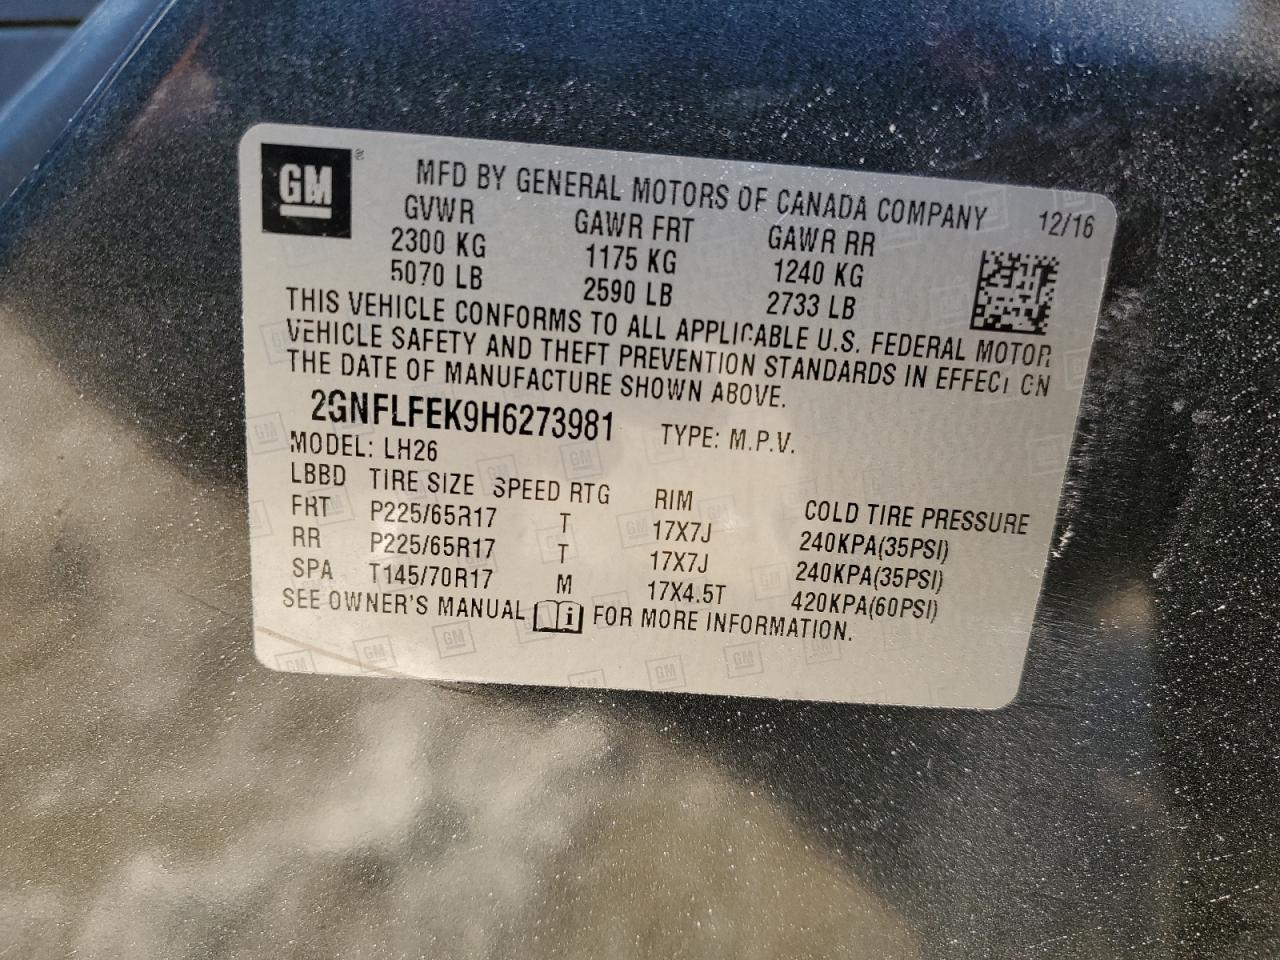 GM
MFD BY GENERAL MOTORS OF CANADA COMPANY 12/16
GVWR GAWR FRT GAWR RR
2300 KG 1175 KG 1240 KG
5070 LB 2590 LB 2733 LB
THIS VEHICLE CONFORMS TO ALL APPLICABLE U.S. FEDERAL MOTOR
VEHICLE SAFETY AND THEFT PREVENTION STANDARDS IN EFFECT ON
THE DATE OF MANUFACTURE SHOWN ABOVE.
2GNFLFEK9H6273981 TYPE: M.P.V.
MODEL: LH26
LBBD TIRE SIZE SPEED RTG RIM COLD TIRE PRESSURE
FRT P225/65R17 T 17X7J 240KPA(35PSI)
RR P225/65R17 T 17X7J 240KPA(35PSI)
SPA T145/70R17 M 17X4.5T 420KPA(60PSI)
SEE OWNER'S MANUAL i FOR MORE INFORMATION.